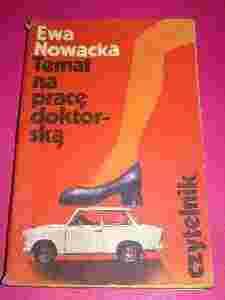 Ewa
Nowacka
Temat
na
pracę
doktor-
ską
czytelnik